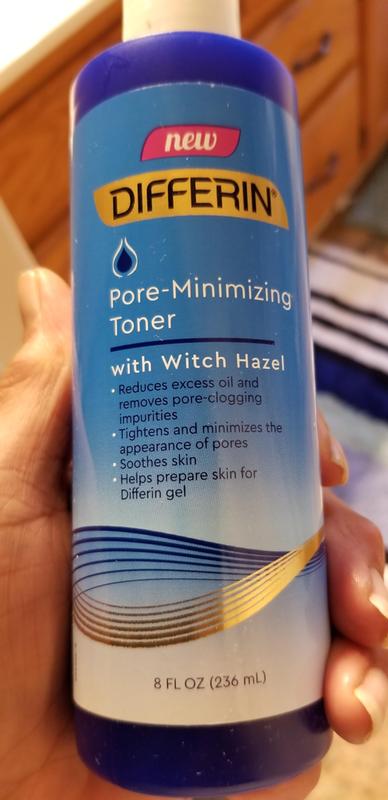 new
DIFFERIN®
Pore-Minimizing
Toner
with Witch Hazel
• Reduces excess oil and
removes pore-clogging
impurities
• Tightens and minimizes the
appearance of pores
• Soothes skin
• Helps prepare skin for
Differin gel
8 FL OZ (236 mL)